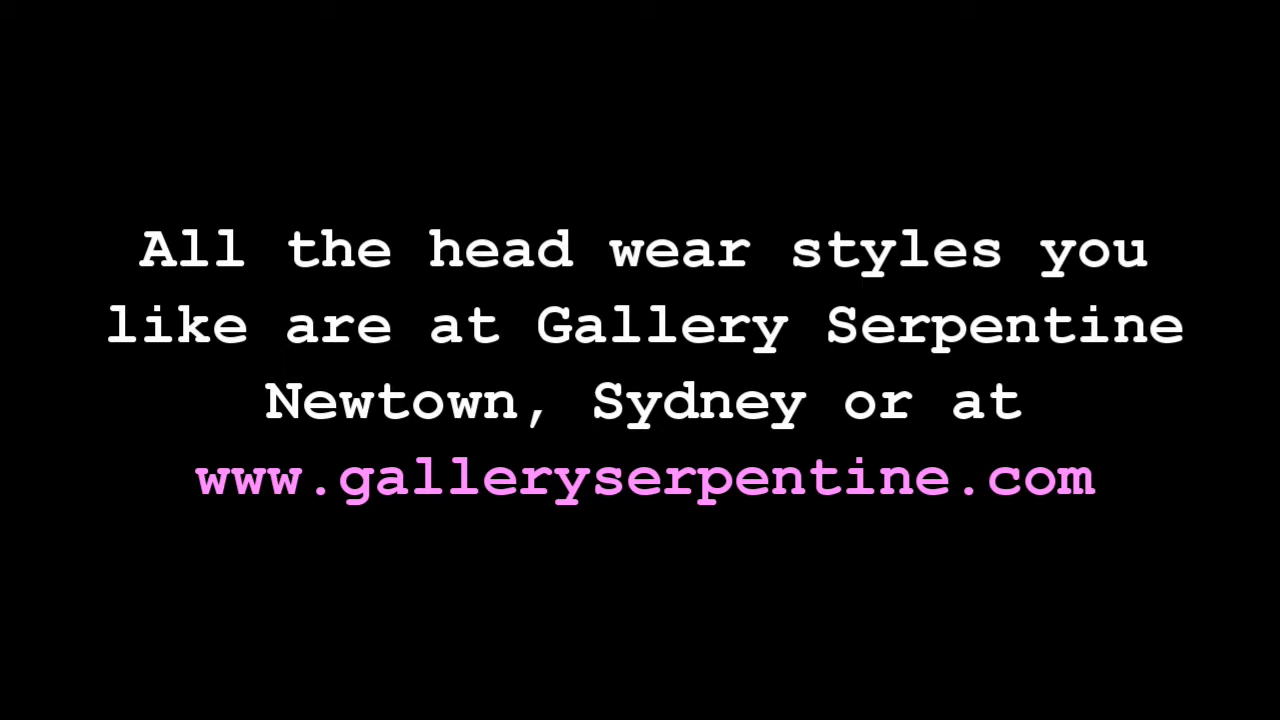 All the head wear styles you
like are at Gallery Serpentine
Newtown, Sydney or at
www.galleryserpentine.com